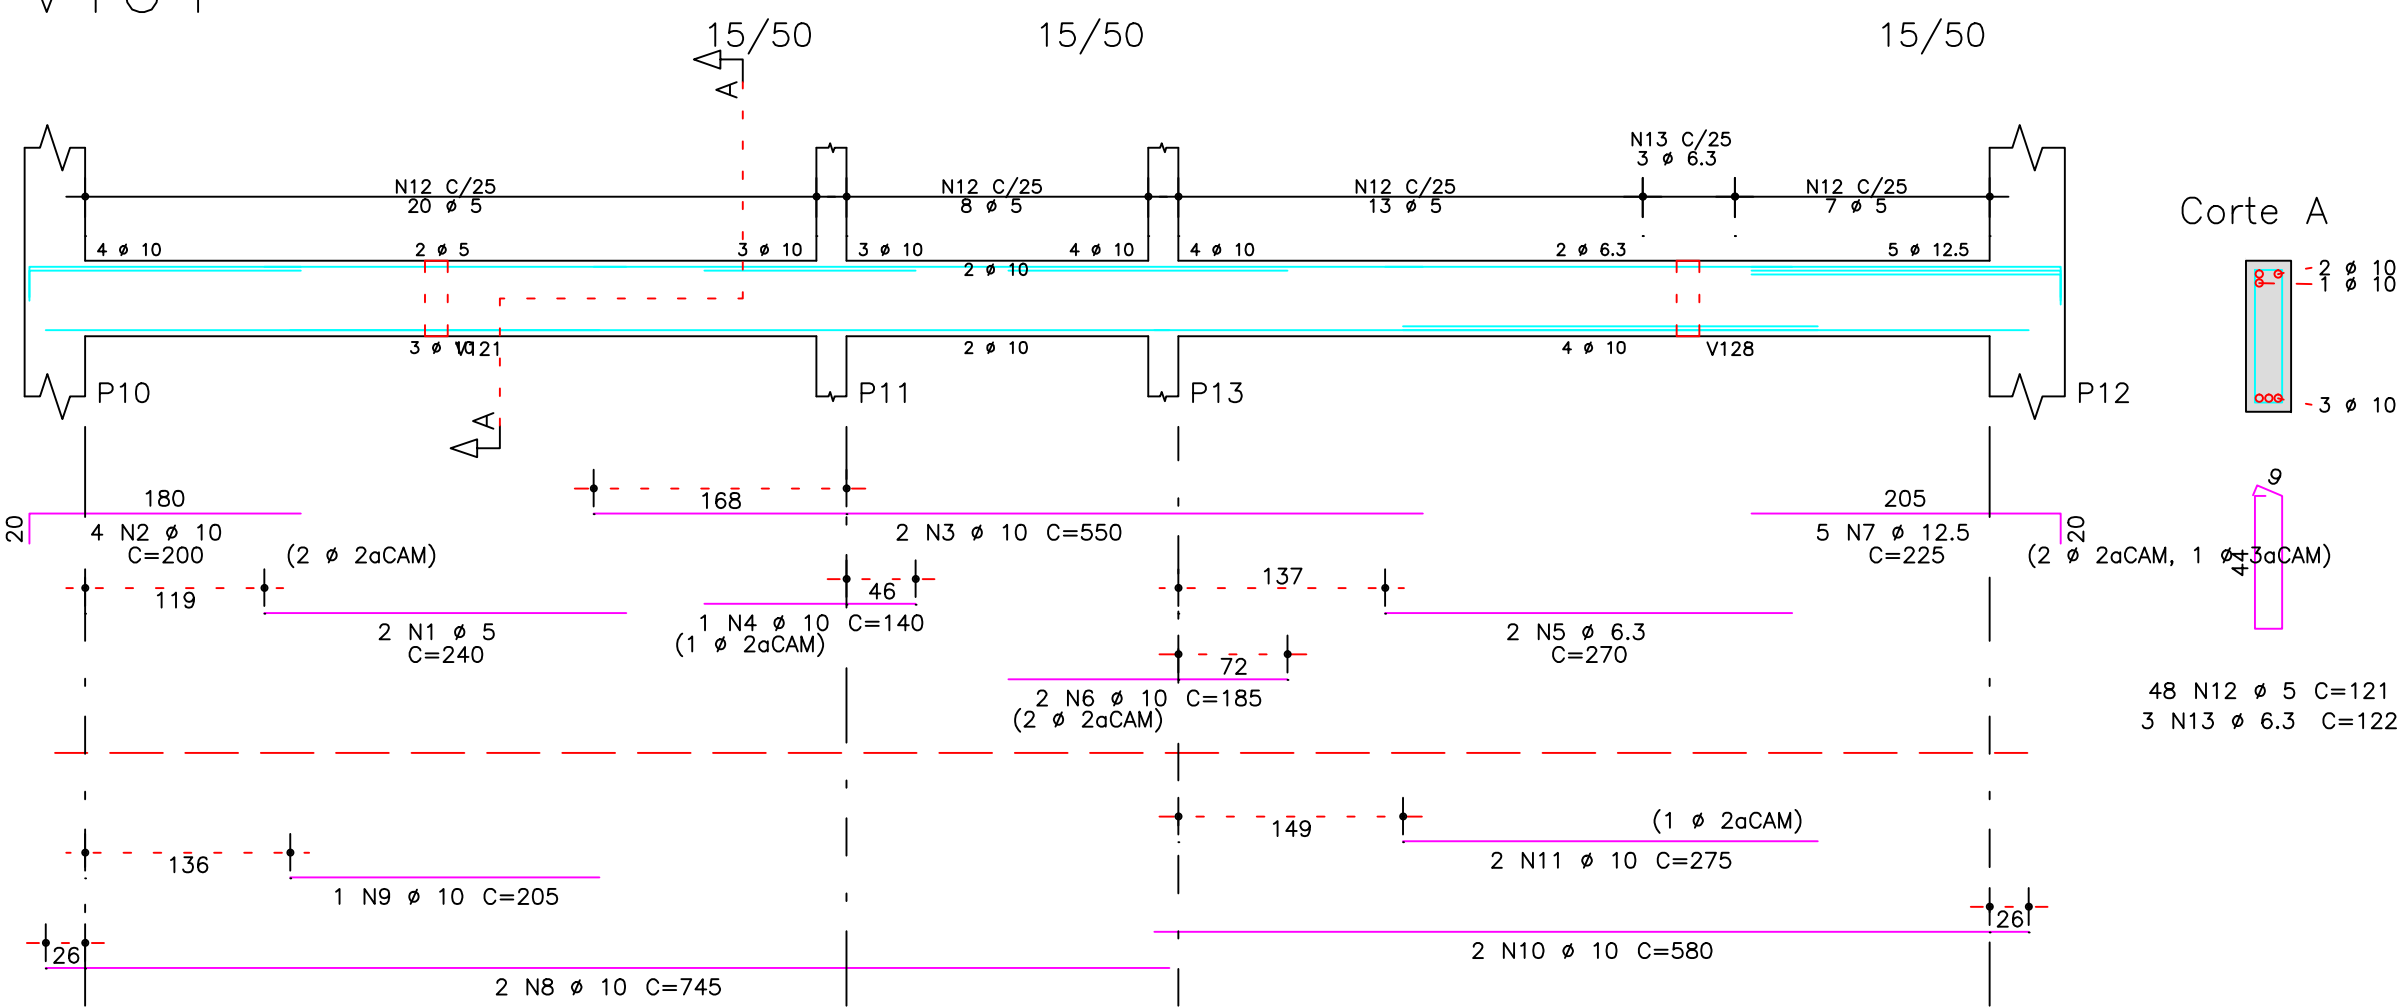 15/50 15/50 15/50
A
N13 C/25
3 ø 6.3
N12 C/25 N12 C/25 N12 C/25 N12 C/25
20 ø 5 8 ø 5 13 ø 5 7 ø 5
Corte A
4 ø 10 2 ø 5 3 ø 10 3 ø 10 4 ø 10 4 ø 10 2 ø 6.3 5 ø 12.5
2 ø 10
2 ø 10
1 ø 10
3 ø 10 V121 2 ø 10 4 ø 10 V128
P10 P11 P13 P12
3 ø 10
A
180 168 205 9
20 4 N2 ø 10 2 N3 ø 10 C=550 5 N7 ø 12.5 20
C=200 (2 ø 2aCAM) C=225 (2 ø 2aCAM, 1 ø 3aCAM)
44
119 46 137
2 N1 ø 5 1 N4 ø 10 C=140 2 N5 ø 6.3
C=240 (1 ø 2aCAM) C=270
72
2 N6 ø 10 C=185
(2 ø 2aCAM)
48 N12 ø 5 C=121
3 N13 ø 6.3 C=122
149 (1 ø 2aCAM)
136 2 N11 ø 10 C=275
1 N9 ø 10 C=205
26 26
2 N10 ø 10 C=580
2 N8 ø 10 C=745